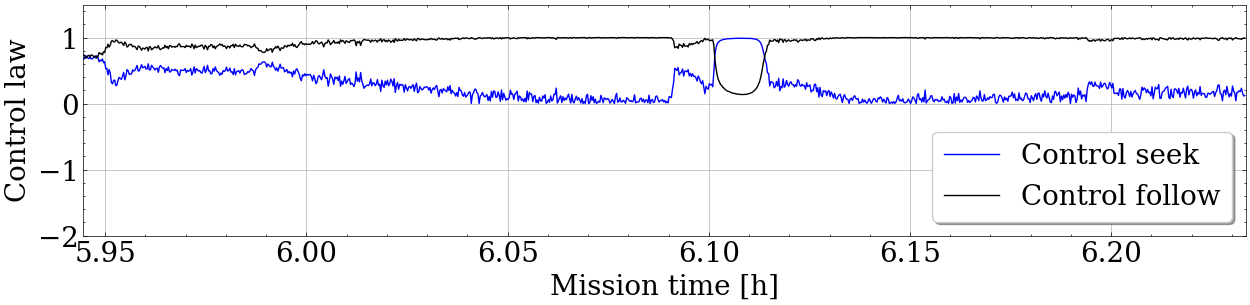 Control law
1
0
−1
−2
5.95 6.00 6.05 6.10 6.15 6.20
Mission time [h]
Control seek
Control follow